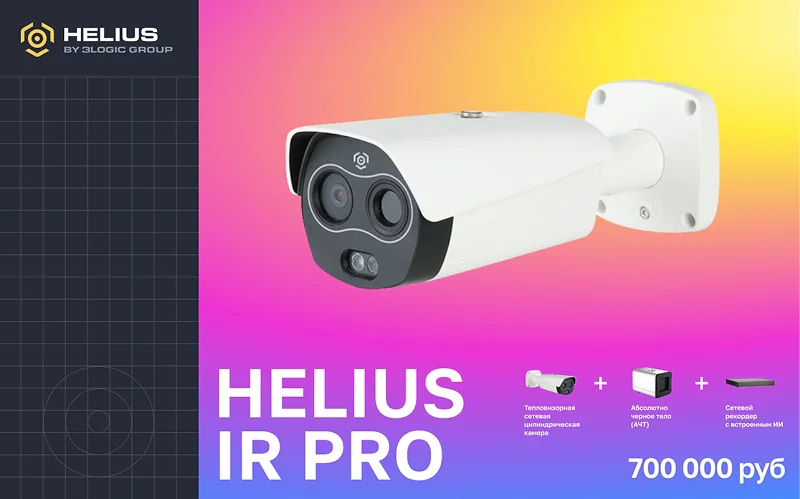 HELIUS
BY 3LOGIC GROUP
HELIUS
IR PRO
Тепловизорная
сетевая
цилиндрическая
камера
+
Абсолютно
черное тело
(АЧТ)
+
Сетевой
рекордер
с встроенным ИИ
700 000 руб